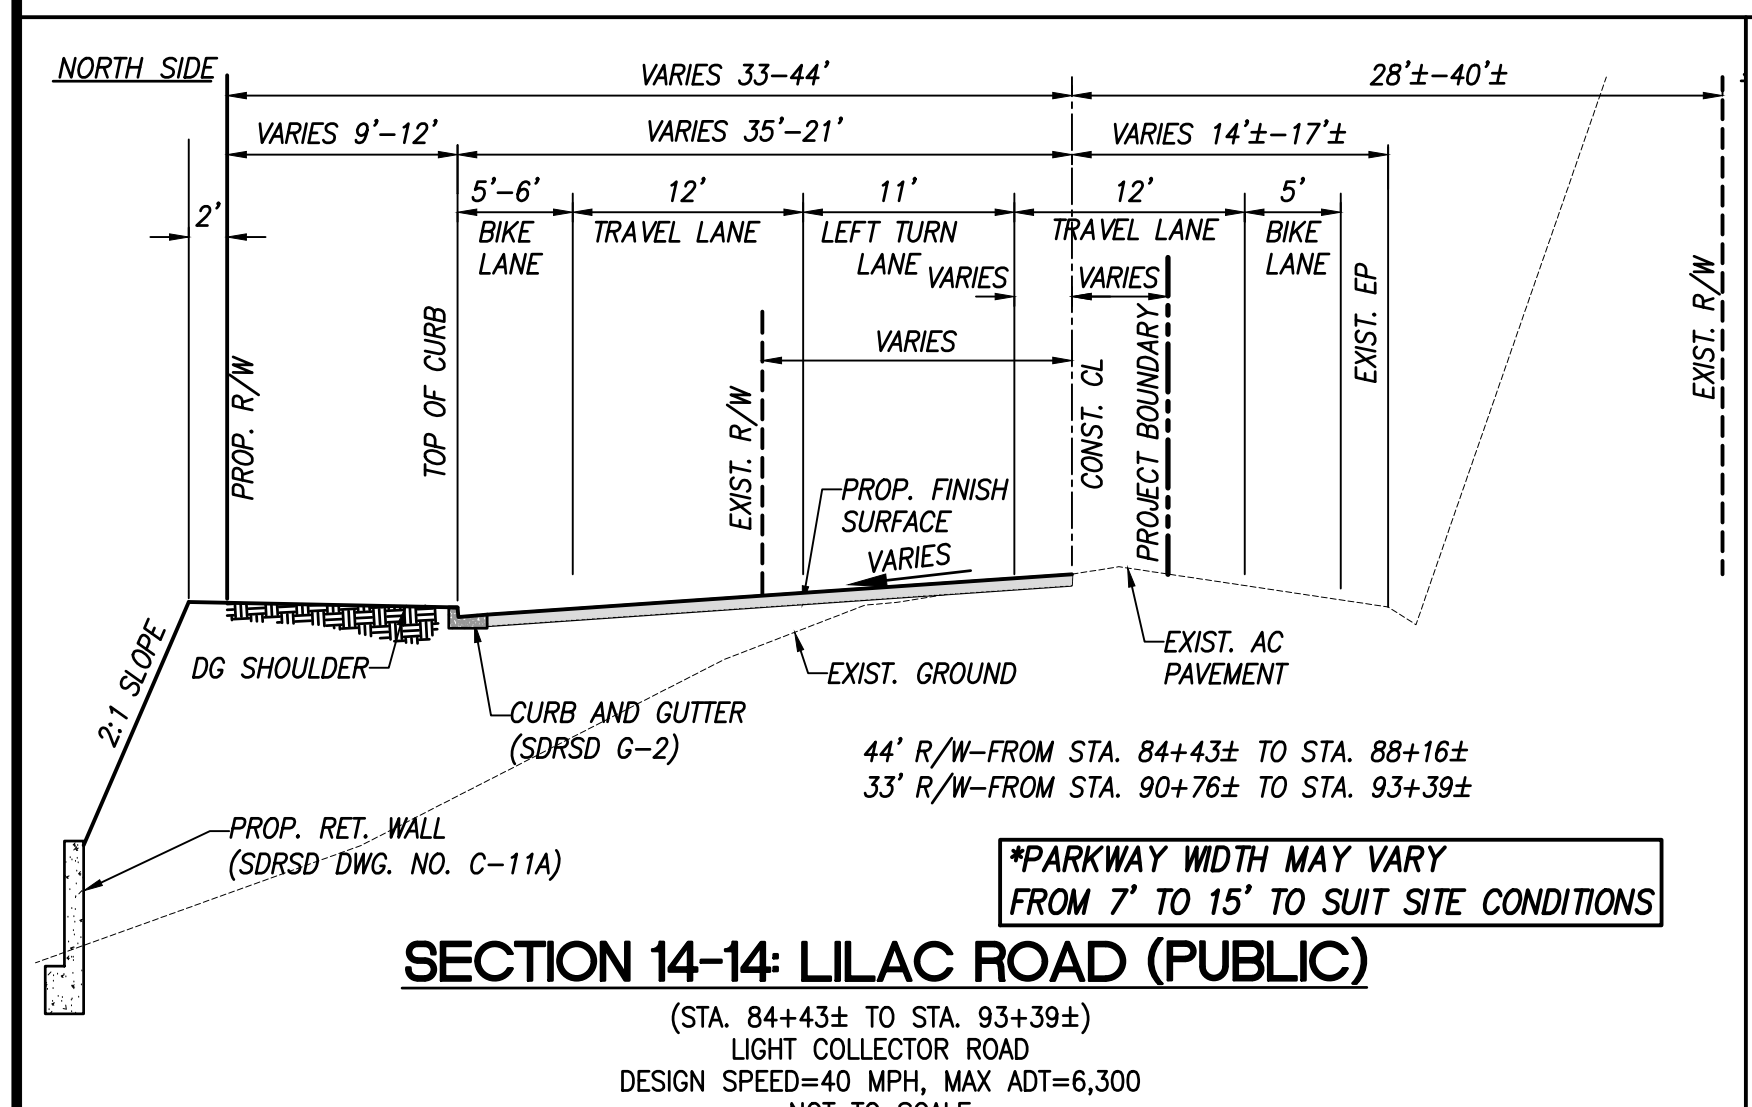 NORTH SIDE
VARIES 33-44'
28'±-40'±
VARIES 9'-12'
VARIES 35'-21'
VARIES 14'±-17'±
2'
5'-6'
BIKE
LANE
12'
TRAVEL LANE
11'
LEFT TURN
LANE
12'
TRAVEL LANE
5'
BIKE
LANE
VARIES
VARIES
VARIES
PROP. R/W
TOP OF CURB
EXIST. R/W
CONST. CL
PROJECT BOUNDARY
EXIST. EP
EXIST. R/W
PROP. FINISH
SURFACE
VARIES
2:1 SLOPE
DG SHOULDER
EXIST. GROUND
EXIST. AC
PAVEMENT
CURB AND GUTTER
(SDRSD G-2)
44' R/W-FROM STA. 84+43± TO STA. 88+16±
33' R/W-FROM STA. 90+76± TO STA. 93+39±
PROP. RET. WALL
(SDRSD DWG. NO. C-11A)
*PARKWAY WIDTH MAY VARY
FROM 7' TO 15' TO SUIT SITE CONDITIONS
SECTION 14-14: LILAC ROAD (PUBLIC)
(STA. 84+43± TO STA. 93+39±)
LIGHT COLLECTOR ROAD
DESIGN SPEED=40 MPH, MAX ADT=6,300
NOT TO SCALE